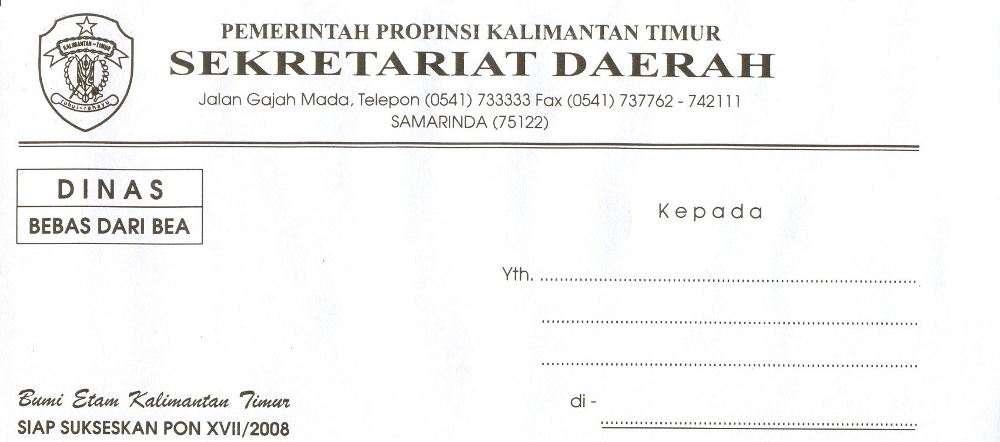 KALIMANTAN-TIMUR
ruhui-rahayu
PEMERINTAH PROPINSI KALIMANTAN TIMUR
SEKRETARIAT DAERAH
Jalan Gajah Mada, Telepon (0541) 733333 Fax (0541) 737762 - 742111
SAMARINDA (75122)
DINAS
BEBAS DARI BEA
Kepada
Yth. ........................................
........................................
........................................
di -
........................................
Bumi Etam Kalimantan Timur
SIAP SUKSESKAN PON XVII/2008